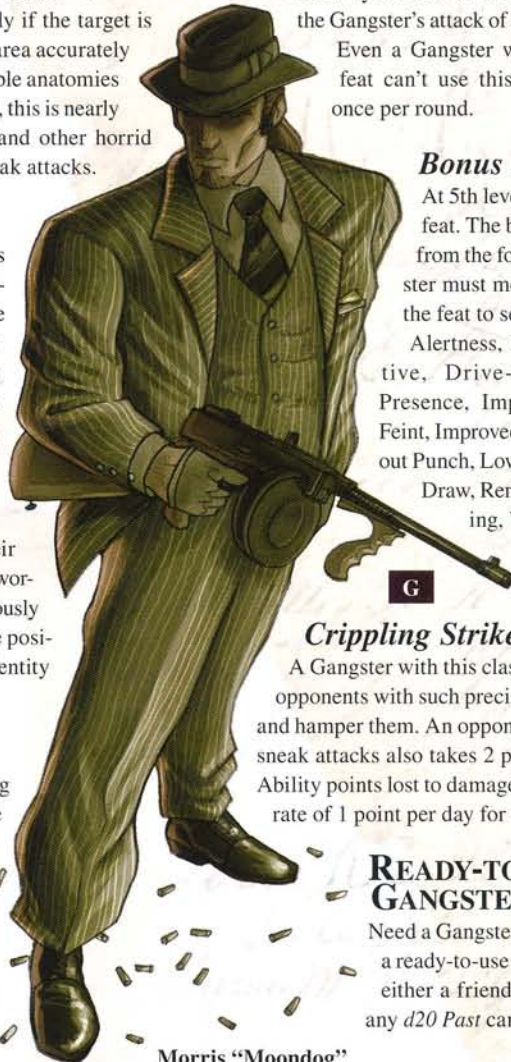 ly if the target is
area accurately
ble anatomies
, this is nearly
and other horrid
ak attacks.
s
-
e
eir
wor-
ously
e posi-
entity
g
e
the Gangster's attack of
Even a Gangster w
feat can't use this
once per round.
Bonus
At 5th leve
feat. The b
from the fo
ster must me
the feat to se
Alertness,
tive, Drive-
Presence, Imp
Feint, Improved
out Punch, Low
Draw, Ren
ing,
G
Crippling Strike
A Gangster with this clas
opponents with such preci
and hamper them. An oppon
sneak attacks also takes 2 p
Ability points lost to damage
rate of 1 point per day for
READY-TO
GANGSTE
Need a Gangster
a ready-to-use
either a friend
any d20 Past can
Morris "Moondog"